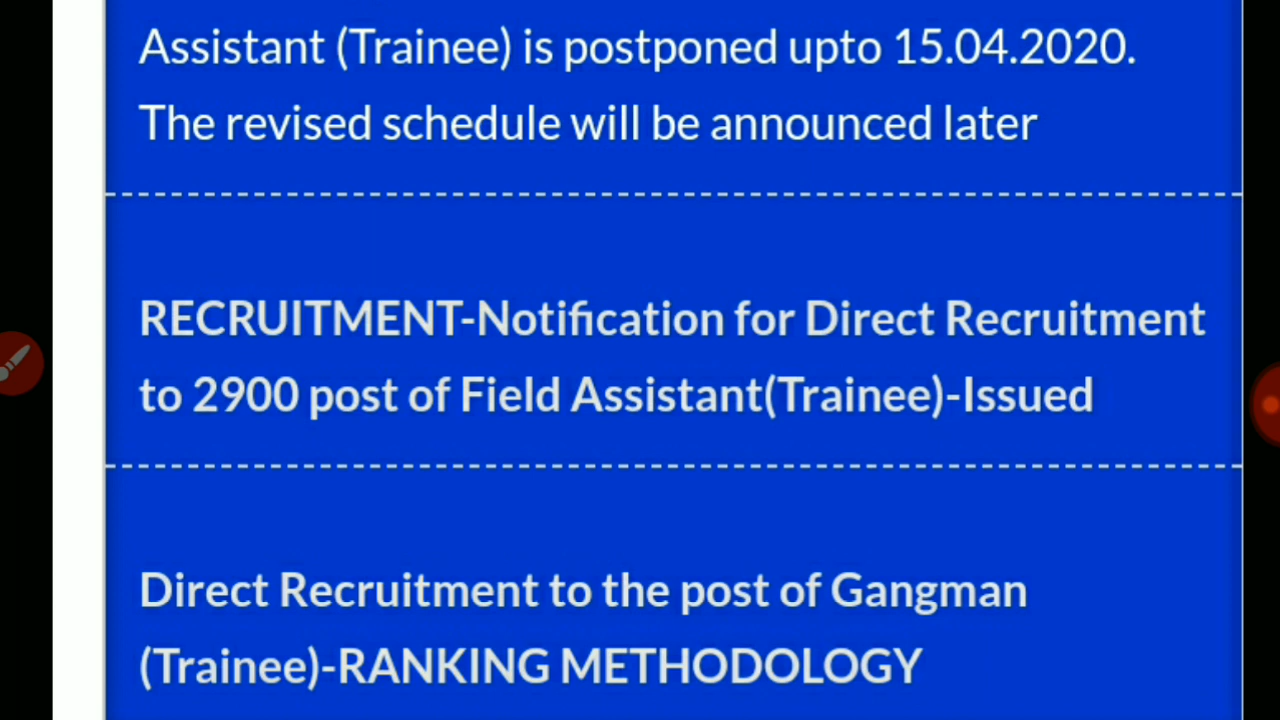 Assistant (Trainee) is postponed upto 15.04.2020.
The revised schedule will be announced later
RECRUITMENT-Notification for Direct Recruitment
to 2900 post of Field Assistant(Trainee)-Issued
Direct Recruitment to the post of Gangman
(Trainee)-RANKING METHODOLOGY